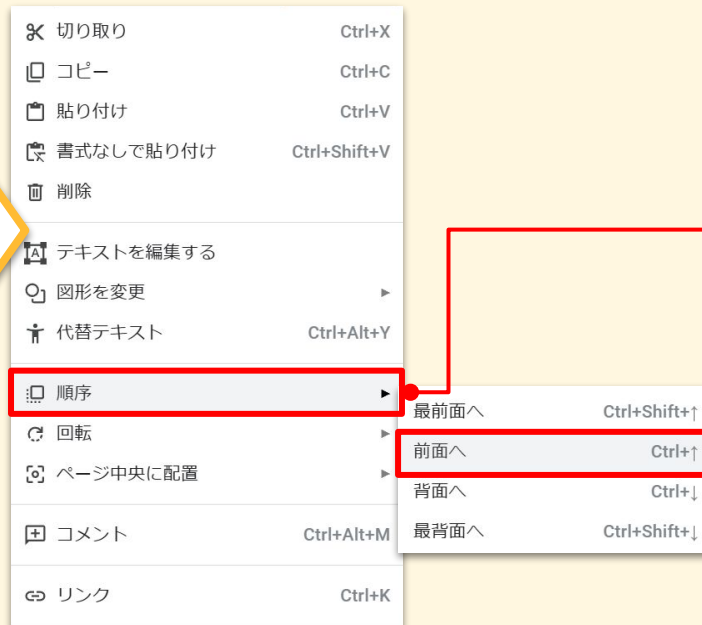 切り取り Ctrl+X
コピー Ctrl+C
貼り付け Ctrl+V
書式なしで貼り付け Ctrl+Shift+V
削除
テキストを編集する
図形を変更
代替テキスト Ctrl+Alt+Y
順序
回転
ページ中央に配置
コメント Ctrl+Alt+M
リンク Ctrl+K
最前面へ Ctrl+Shift+↑
前面へ Ctrl+↑
背面へ Ctrl+↓
最背面へ Ctrl+Shift+↓